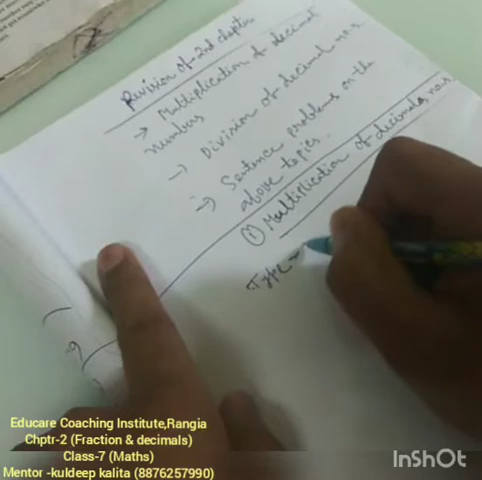 Revision of 2nd chapter
→ Multiplication of decimal
numbers
→ Division of decimal no.s
→ Sentence problems on the
above topics.
① Multiplication of decimals no.s
Type →
Educare Coaching Institute,Rangia
Chptr-2 (Fraction & decimals)
Class-7 (Maths)
Mentor -kuldeep kalita (8876257990)
InShOt